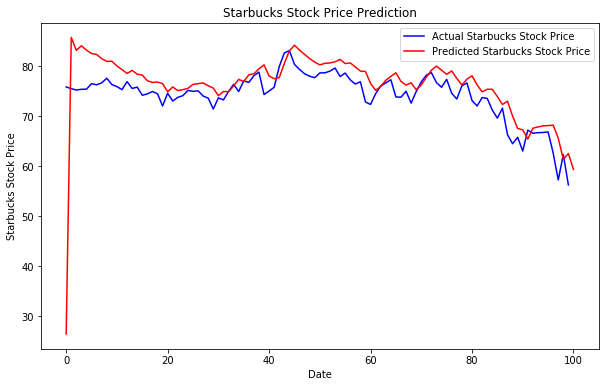 Starbucks Stock Price Prediction
Actual Starbucks Stock Price
Predicted Starbucks Stock Price
Starbucks Stock Price
80
70
60
50
40
30
0 20 40 60 80 100
Date